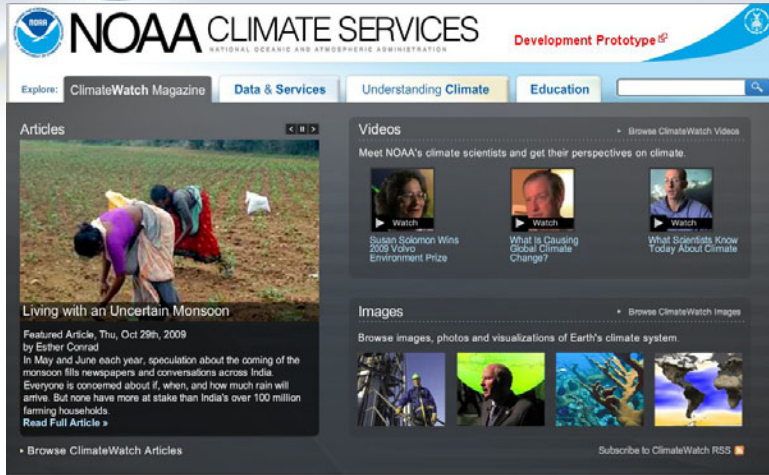 NOAA CLIMATE SERVICES
NATIONAL OCEANIC AND ATMOSPHERIC ADMINISTRATION
Development Prototype
Explore: ClimateWatch Magazine Data & Services Understanding Climate Education
Articles
Living with an Uncertain Monsoon
Featured Article, Thu, Oct 29th, 2009
by Esther Conrad
In May and June each year, speculation about the coming of the
monsoon fills newspapers and conversations across India.
Everyone is concerned about if, when, and how much rain will
arrive. But none have more at stake than India's over 100 million
farming households.
Read Full Article »
Browse ClimateWatch Articles
Videos
Browse ClimateWatch Videos
Meet NOAA's climate scientists and get their perspectives on climate.
Watch
Susan Solomon Wins
2009 Volvo
Environment Prize
Watch
What Is Causing
Global Climate
Change?
Watch
What Scientists Know
Today About Climate
Images
Browse ClimateWatch Images
Browse images, photos and visualizations of Earth's climate system.
Subscribe to ClimateWatch RSS